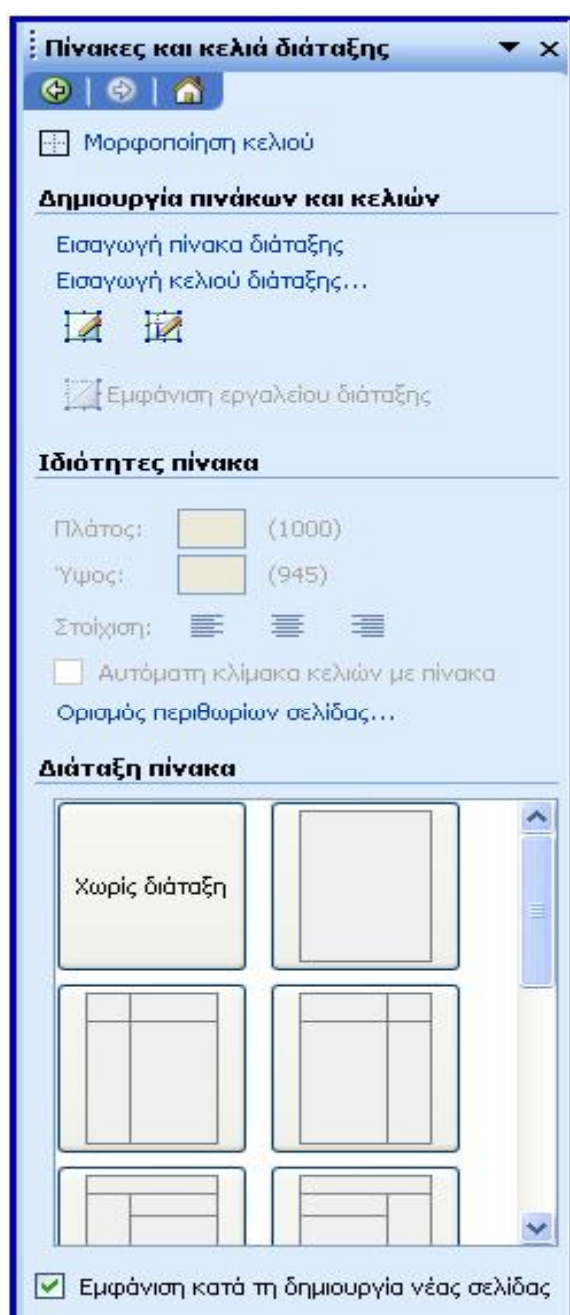 Πίνακες και κελιά διάταξης
Μορφοποίηση κελιού
Δημιουργία πινάκων και κελιών
Εισαγωγή πίνακα διάταξης
Εισαγωγή κελιού διάταξης...
Εμφάνιση εργαλείου διάταξης
Ιδιότητες πίνακα
Πλάτος: (1000)
Ύψος: (945)
Στοίχιση:
Αυτόματη κλίμακα κελιών με πίνακα
Ορισμός περιθωρίων σελίδας...
Διάταξη πίνακα
Χωρίς διάταξη
Εμφάνιση κατά τη δημιουργία νέας σελίδας